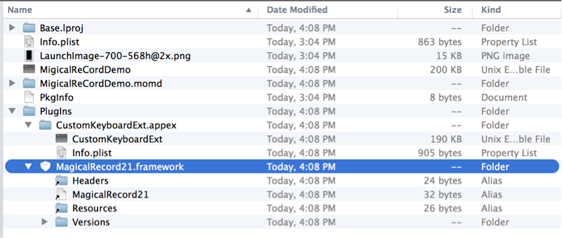 Name Date Modified Size Kind
Base.lproj Today, 4:08 PM -- Folder
Info.plist Today, 3:04 PM 863 bytes Property List
LaunchImage-700-568h@2x.png Today, 3:04 PM 15 KB PNG image
MigicalReCordDemo Today, 4:08 PM 200 KB Unix E...ble File
MigicalReCordDemo.momd Today, 4:08 PM -- Folder
PkgInfo Today, 3:04 PM 8 bytes Document
PlugIns Today, 4:08 PM -- Folder
CustomKeyboardExt.appex Today, 4:08 PM -- Folder
CustomKeyboardExt Today, 4:08 PM 190 KB Unix E...ble File
Info.plist Today, 4:08 PM 905 bytes Property List
MagicalRecord21.framework Today, 4:08 PM -- Folder
Headers Today, 4:08 PM 24 bytes Alias
MagicalRecord21 Today, 4:08 PM 32 bytes Alias
Resources Today, 4:08 PM 26 bytes Alias
Versions Today, 4:08 PM -- Folder